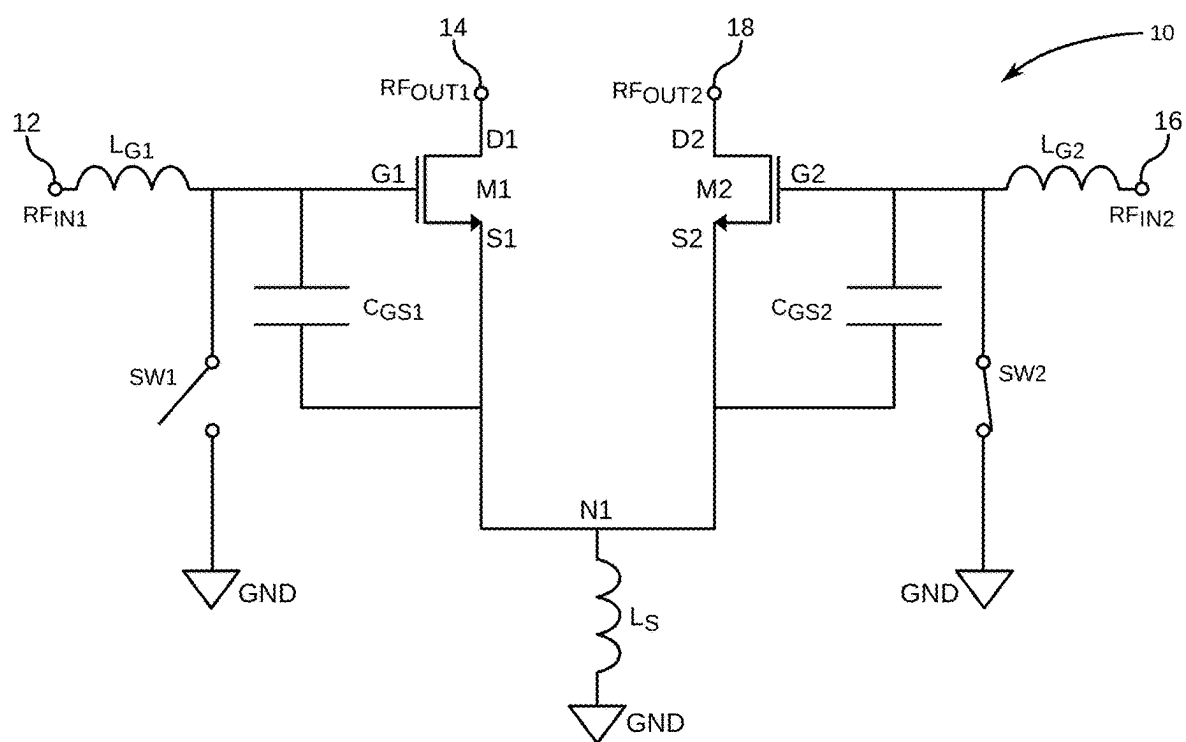 14
18
10
RFOUT1
RFOUT2
12
LG1
D1
D2
LG2
16
G1
M1
M2
G2
RFIN1
RFIN2
S1
S2
CGS1
CGS2
SW1
SW2
N1
GND
GND
LS
GND